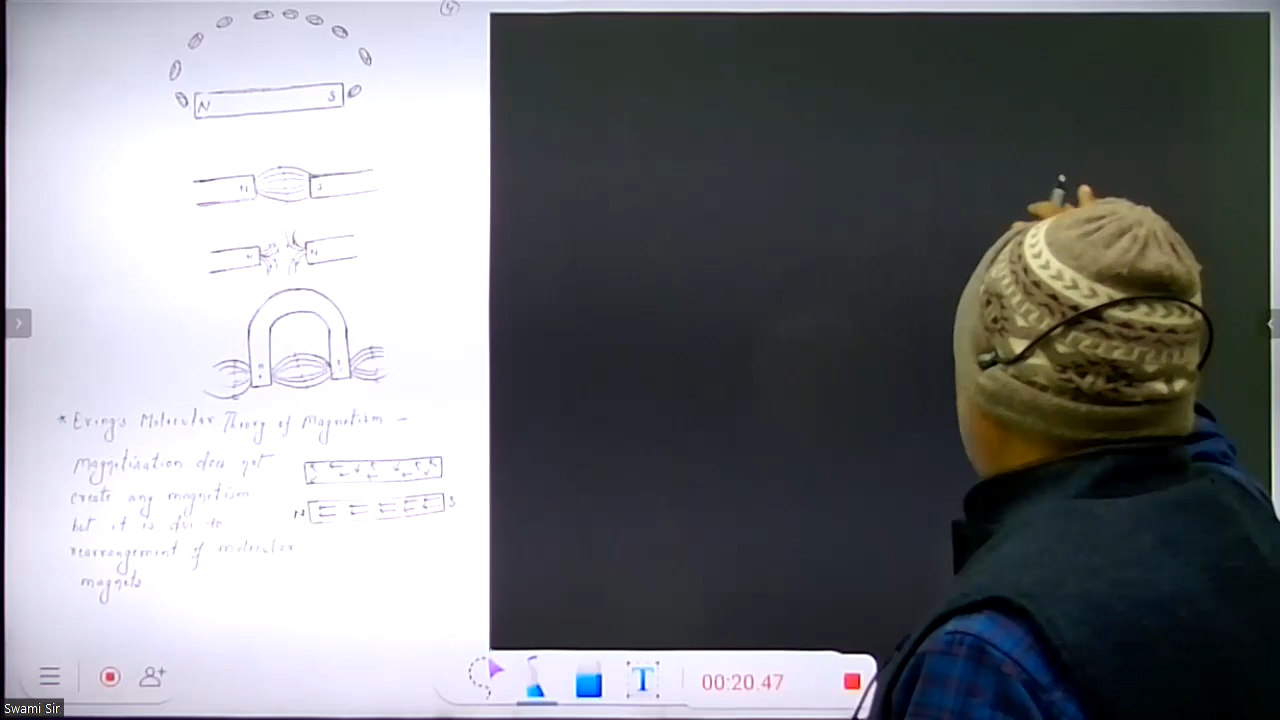 4
N S
N S
N N
N S
* Ewing's Molecular Theory of Magnetism -
Magnetization does not
create any magnetism
but it is due to
rearrangement of molecular
magnets
N S
T 00:20.47
Swami Sir